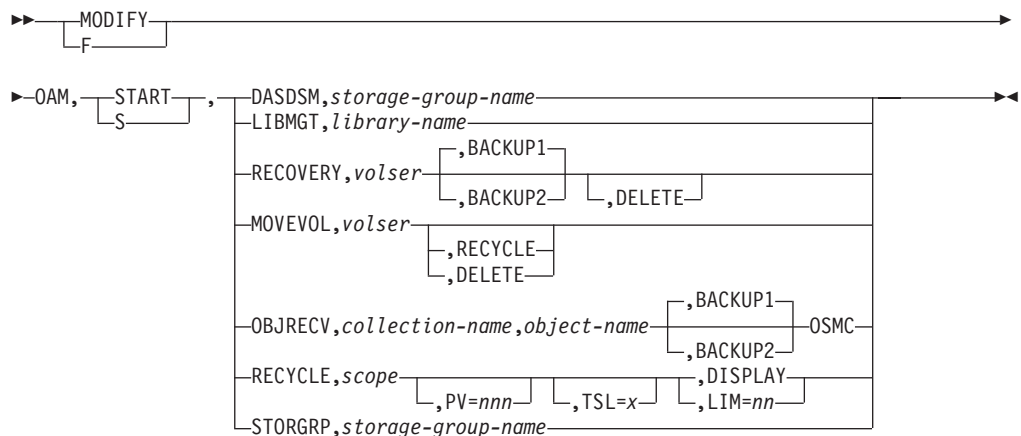 MODIFY
F
OAM, START , DASDSM,storage-group-name
S LIBMGT,library-name
,BACKUP1
RECOVERY,volser
,BACKUP2 ,DELETE
MOVEVOL,volser
,RECYCLE
,DELETE
,BACKUP1
OBJRECV,collection-name,object-name OSMC
,BACKUP2
RECYCLE,scope ,DISPLAY
,PV=nnn ,TSL=x ,LIM=nn
STORGRP,storage-group-name